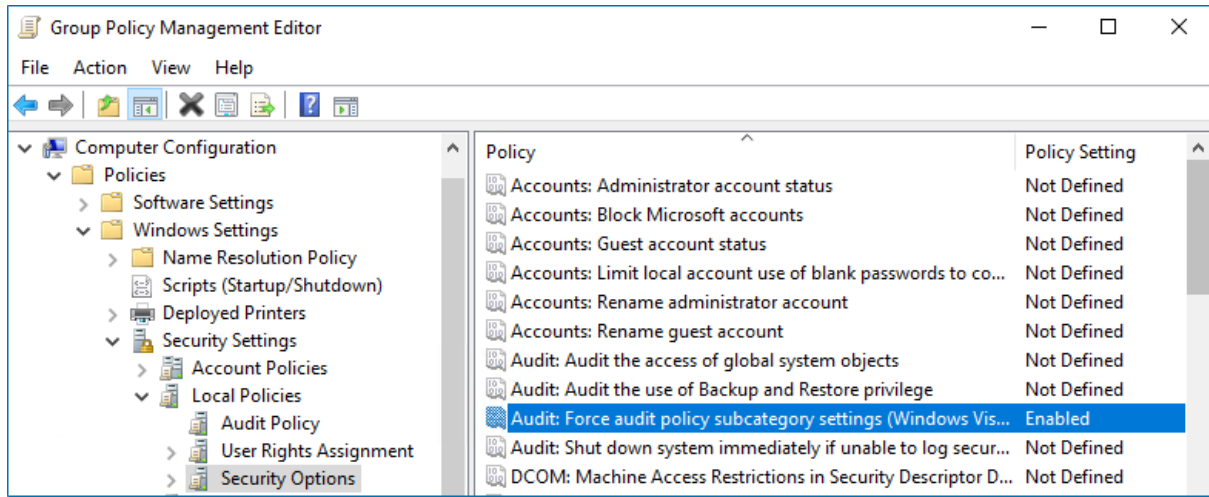 Group Policy Management Editor
File Action View Help
Computer Configuration
Policies
Software Settings
Windows Settings
Name Resolution Policy
Scripts (Startup/Shutdown)
Deployed Printers
Security Settings
Account Policies
Local Policies
Audit Policy
User Rights Assignment
Security Options
Policy Policy Setting
Accounts: Administrator account status Not Defined
Accounts: Block Microsoft accounts Not Defined
Accounts: Guest account status Not Defined
Accounts: Limit local account use of blank passwords to co... Not Defined
Accounts: Rename administrator account Not Defined
Accounts: Rename guest account Not Defined
Audit: Audit the access of global system objects Not Defined
Audit: Audit the use of Backup and Restore privilege Not Defined
Audit: Force audit policy subcategory settings (Windows Vis... Enabled
Audit: Shut down system immediately if unable to log secur... Not Defined
DCOM: Machine Access Restrictions in Security Descriptor D... Not Defined